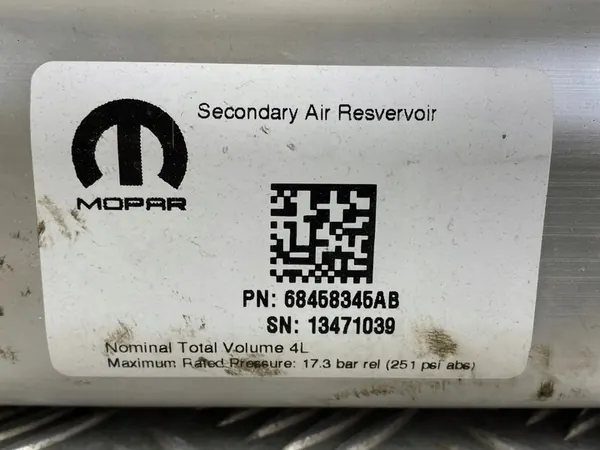 Secondary Air Resvervoir
MOPAR
PN: 68458345AB
SN: 13471039
Nominal Total Volume 4L
Maximum Rated Pressure: 17.3 bar rel (251 psi abs)